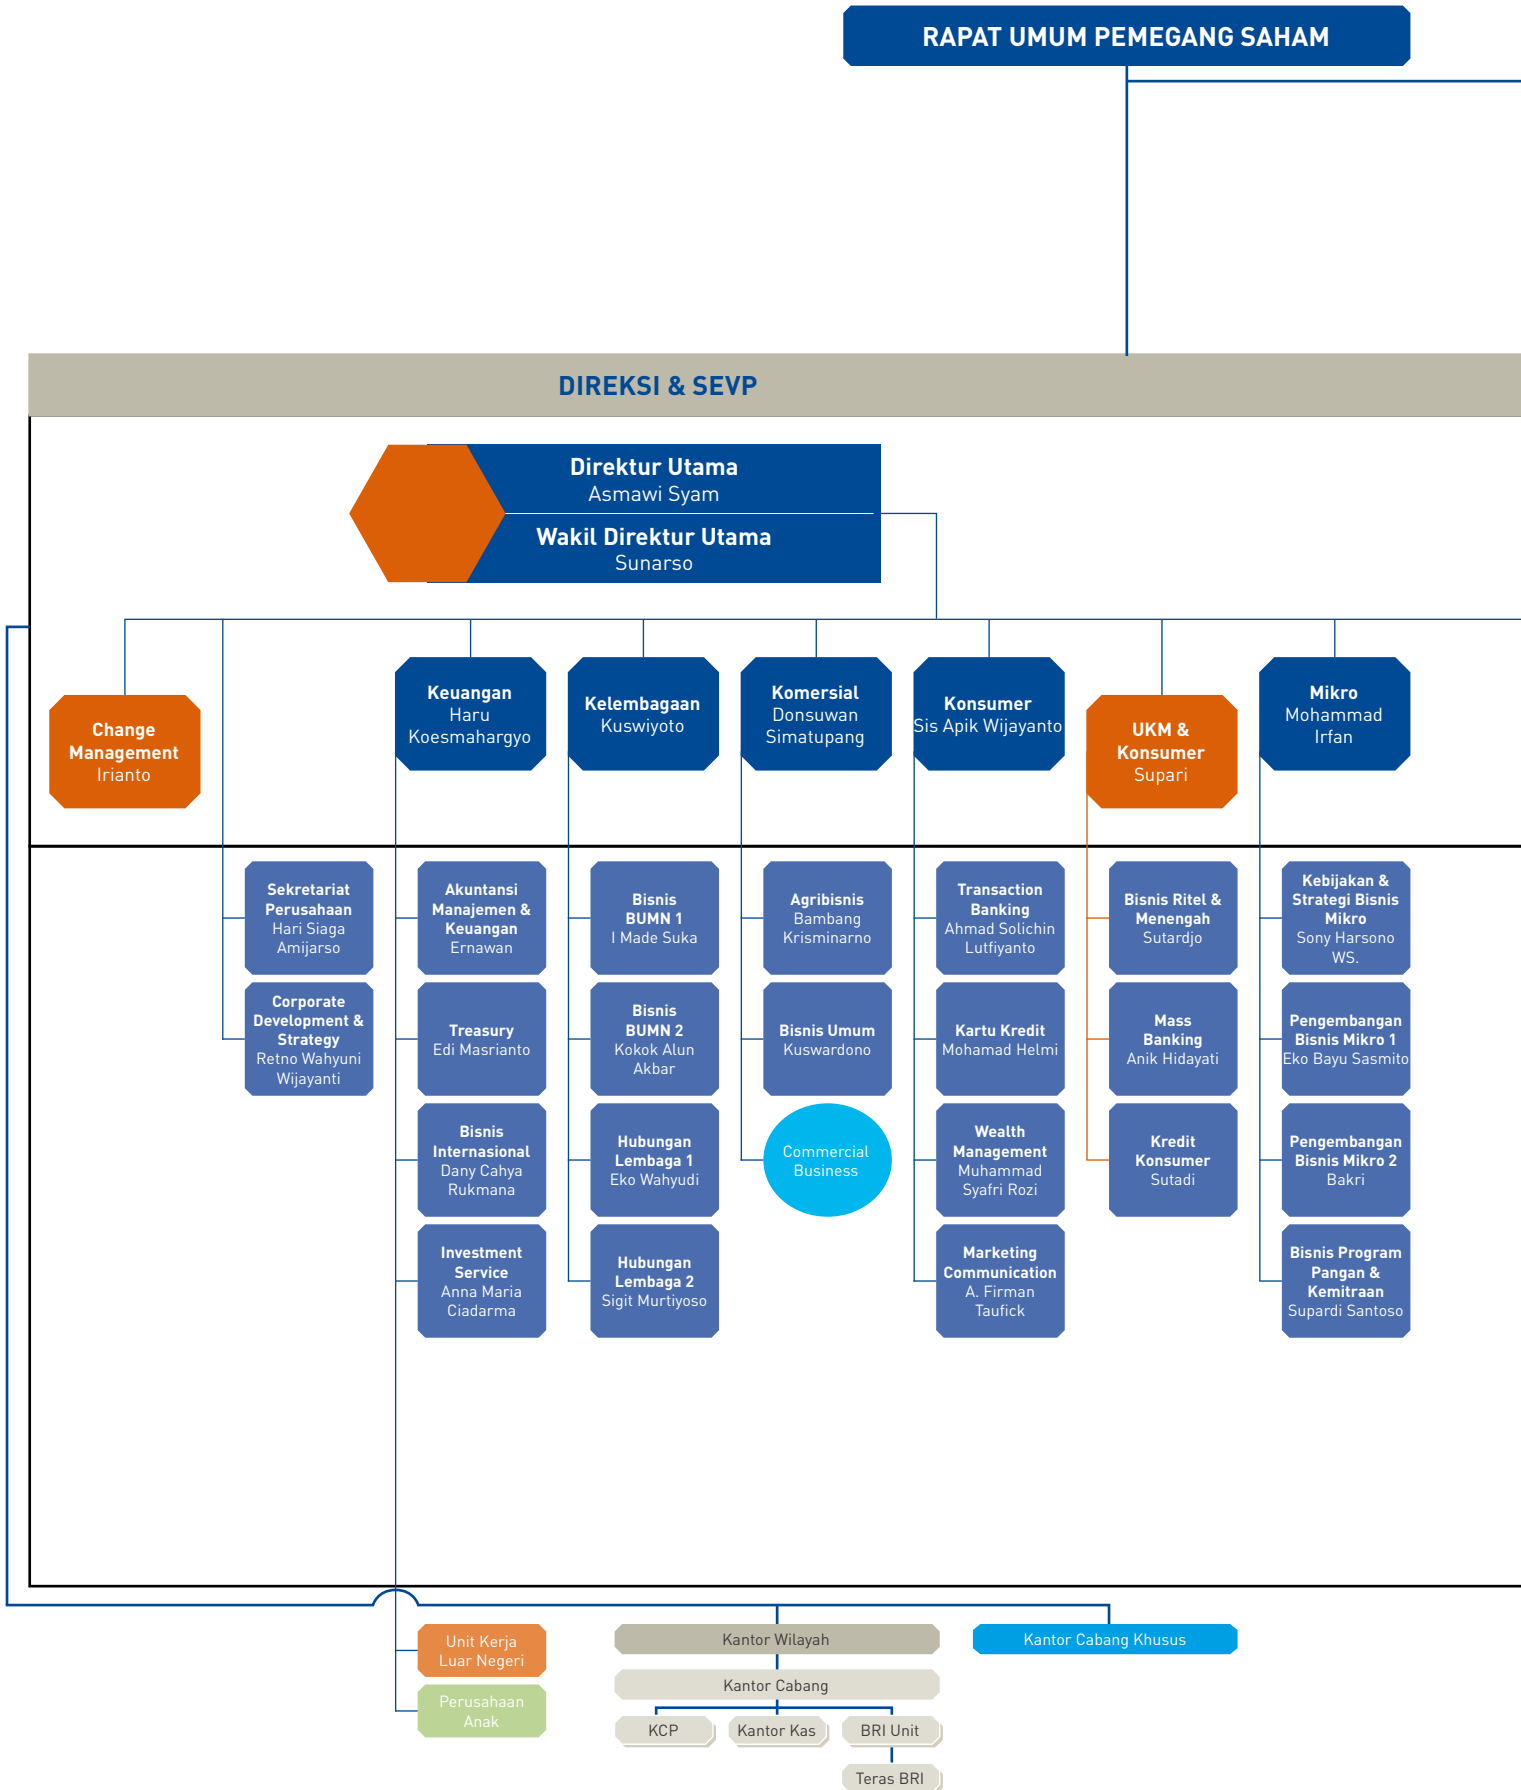 RAPAT UMUM PEMEGANG SAHAM
DIREKSI & SEVP
Direktur Utama
Asmawi Syam
Wakil Direktur Utama
Sunarso
Change
Management
Irianto
Keuangan
Haru
Koesmahargyo
Kelembagaan
Kuswiyoto
Komersial
Donsuwan
Simatupang
Konsumer
Sis Apik Wijayanto
UKM &
Konsumer
Supari
Mikro
Mohammad
Irfan
Sekretariat
Perusahaan
Hari Siaga
Amijarso
Corporate
Development &
Strategy
Retno Wahyuni
Wijayanti
Akuntansi
Manajemen &
Keuangan
Ernawan
Treasury
Edi Masrianto
Bisnis
Internasional
Dany Cahya
Rukmana
Investment
Service
Anna Maria
Ciadarma
Bisnis
BUMN 1
I Made Suka
Bisnis
BUMN 2
Kokok Alun
Akbar
Hubungan
Lembaga 1
Eko Wahyudi
Hubungan
Lembaga 2
Sigit Murtiyoso
Agribisnis
Bambang
Krisminarno
Bisnis Umum
Kuswardono
Commercial
Business
Transaction
Banking
Ahmad Solichin
Lutfiyanto
Kartu Kredit
Mohamad Helmi
Wealth
Management
Muhammad
Syafri Rozi
Marketing
Communication
A. Firman
Taufick
Bisnis Ritel &
Menengah
Sutardjo
Mass
Banking
Anik Hidayati
Kredit
Konsumer
Sutadi
Kebijakan &
Strategi Bisnis
Mikro
Sony Harsono
WS.
Pengembangan
Bisnis Mikro 1
Eko Bayu Sasmito
Pengembangan
Bisnis Mikro 2
Bakri
Bisnis Program
Pangan &
Kemitraan
Supardi Santoso
Unit Kerja
Luar Negeri
Perusahaan
Anak
Kantor Wilayah
Kantor Cabang
KCP
Kantor Kas
BRI Unit
Teras BRI
Kantor Cabang Khusus